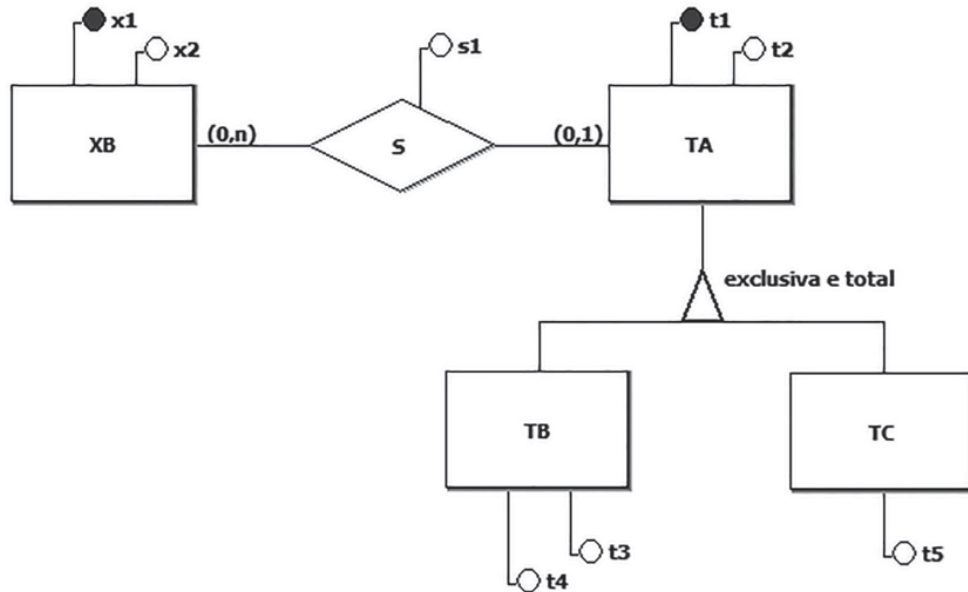 x1
x2
s1
t1
t2
XB
(0,n)
S
(0,1)
TA
exclusiva e total
TB
TC
t3
t4
t5